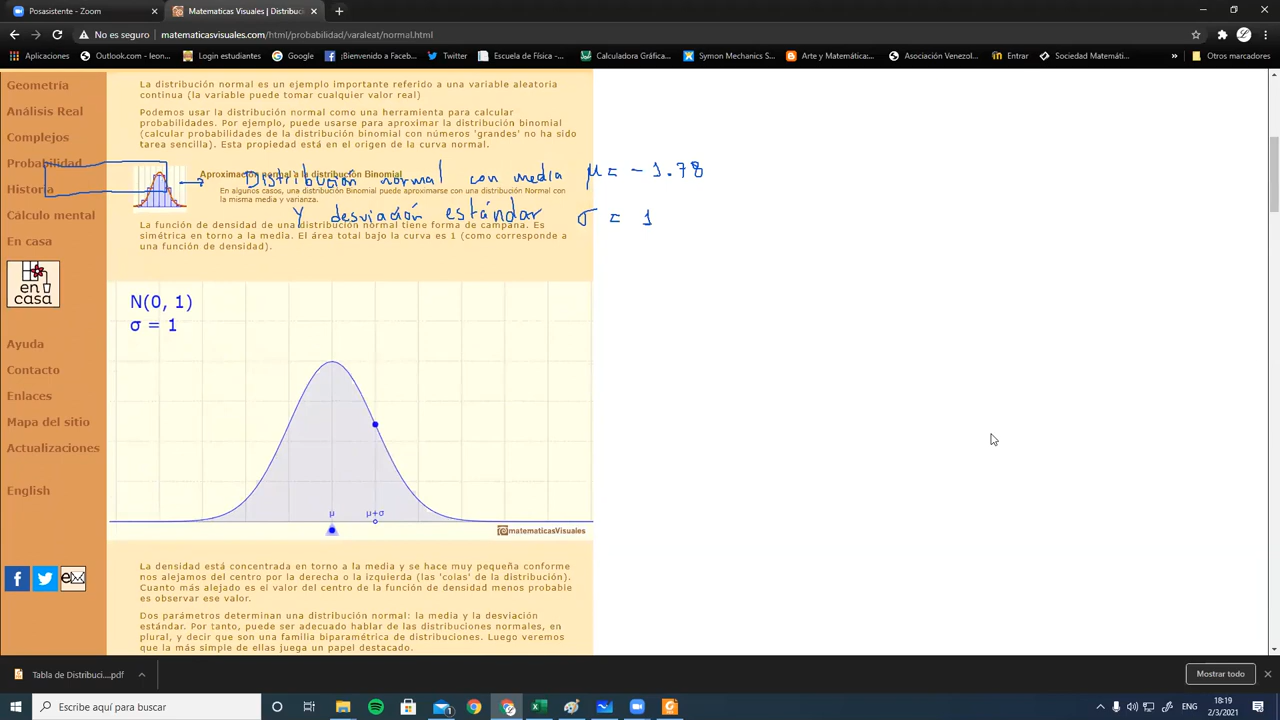 Posasistente - Zoom
Matematicas Visuales | Distribuci
No es seguro | matematicasvisuales.com/html/probabilidad/varaleat/normal.html
Aplicaciones
Outlook.com - leon...
Login estudiantes
Google
¡Bienvenido a Faceb...
Twitter
Escuela de Física -...
Calculadora Gráfica...
Symon Mechanics S...
Arte y Matemática:...
Asociación Venezol...
Entrar
Sociedad Matemáti...
»
Otros marcadores
Geometría
Análisis Real
Complejos
Probabilidad
Historia
Cálculo mental
En casa
en
casa
Ayuda
Contacto
Enlaces
Mapa del sitio
Actualizaciones
English
La distribución normal es un ejemplo importante referido a una variable aleatoria
continua (la variable puede tomar cualquier valor real)
Podemos usar la distribución normal como una herramienta para calcular
probabilidades. Por ejemplo, puede usarse para aproximar la distribución binomial
(calcular probabilidades de la distribución binomial con números 'grandes' no ha sido
tarea sencilla). Esta propiedad está en el origen de la curva normal.
Aproximación normal a la distribución Binomial
Distribución normal con media μ = - 1.78
En algunos casos, una distribución Binomial puede aproximarse con una distribución Normal con
la misma media y varianza.
Y desviación estándar σ = 1
La función de densidad de una distribución normal tiene forma de campana. Es
simétrica en torno a la media. El área total bajo la curva es 1 (como corresponde a
una función de densidad).
N(0, 1)
σ = 1
μ
μ+σ
matematicasVisuales
La densidad está concentrada en torno a la media y se hace muy pequeña conforme
nos alejamos del centro por la derecha o la izquierda (las 'colas' de la distribución).
Cuanto más alejado es el valor del centro de la función de densidad menos probable
es observar ese valor.
Dos parámetros determinan una distribución normal: la media y la desviación
estándar. Por tanto, puede ser adecuado hablar de las distribuciones normales, en
plural, y decir que son una familia biparamétrica de distribuciones. Luego veremos
que la más simple de ellas juega un papel destacado.
Tabla de Distribuci....pdf
Mostrar todo
Escribe aquí para buscar
ENG
18:19
2/3/2021